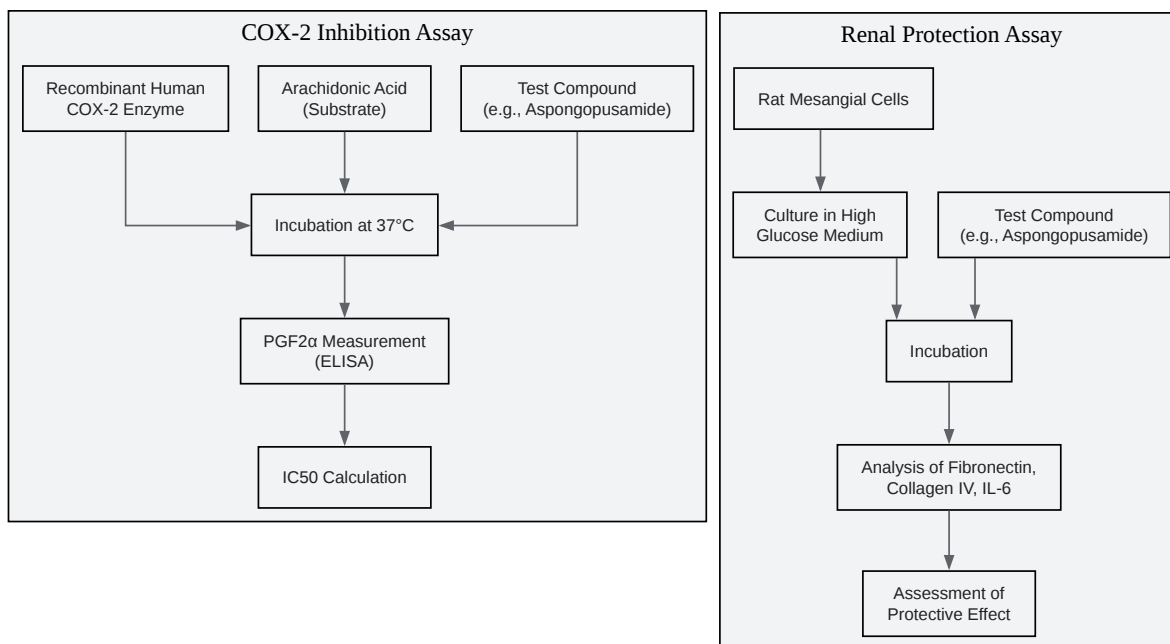 COX-2 Inhibition Assay
Recombinant Human
COX-2 Enzyme
Arachidonic Acid
(Substrate)
Test Compound
(e.g., Aspongopusamide)
Incubation at 37°C
PGF2α Measurement
(ELISA)
IC50 Calculation
Renal Protection Assay
Rat Mesangial Cells
Culture in High
Glucose Medium
Test Compound
(e.g., Aspongopusamide)
Incubation
Analysis of Fibronectin,
Collagen IV, IL-6
Assessment of
Protective Effect